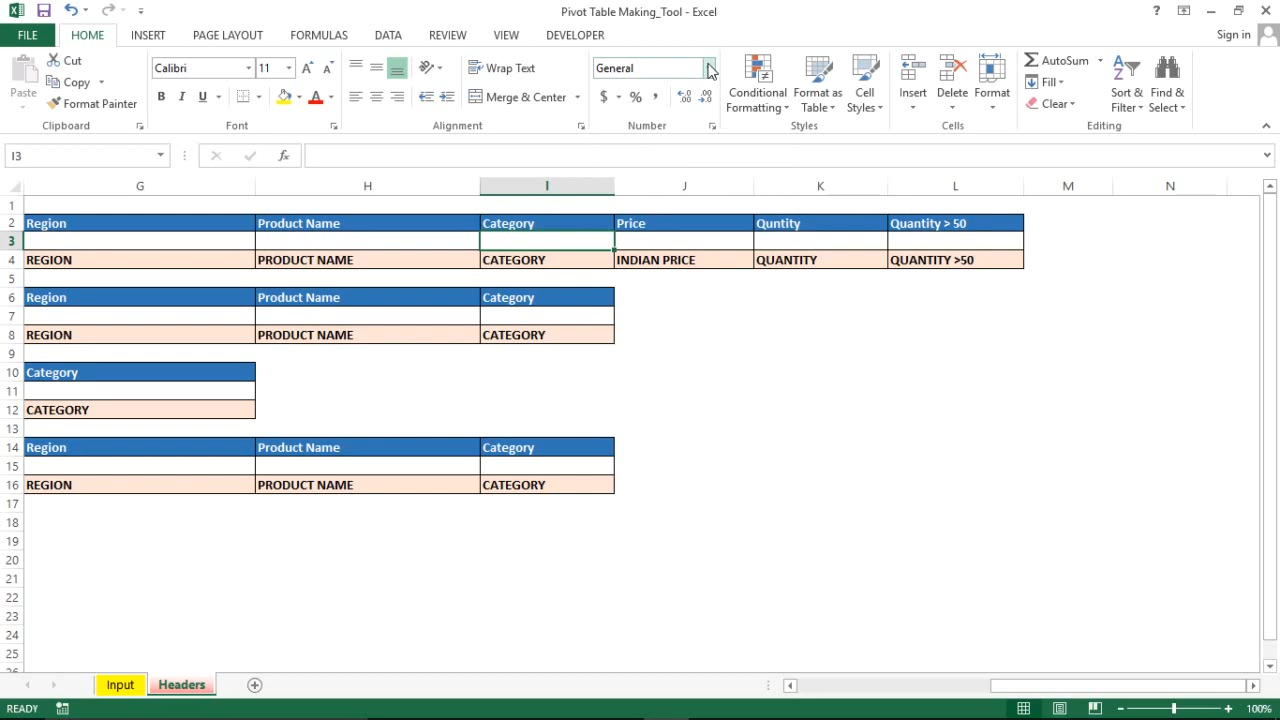 Pivot Table Making_Tool - Excel
?
FILE HOME INSERT PAGE LAYOUT FORMULAS DATA REVIEW VIEW DEVELOPER Sign in
Paste
Cut
Copy
Format Painter
Clipboard
Calibri 11
B I U
Font
Wrap Text
Merge & Center
Alignment
General
$ % ,
Number
Conditional Formatting
Format as Table
Cell Styles
Styles
Insert
Delete
Format
Cells
AutoSum
Fill
Clear
Sort & Filter
Find & Select
Editing
I3 fx
G H I J K L M N
1
2 Region Product Name Category Price Quntity Quantity > 50
3
4 REGION PRODUCT NAME CATEGORY INDIAN PRICE QUANTITY QUANTITY >50
5
6 Region Product Name Category
7
8 REGION PRODUCT NAME CATEGORY
9
10 Category
11
12 CATEGORY
13
14 Region Product Name Category
15
16 REGION PRODUCT NAME CATEGORY
17
18
19
20
21
22
23
24
25
26
Input Headers
READY 100%